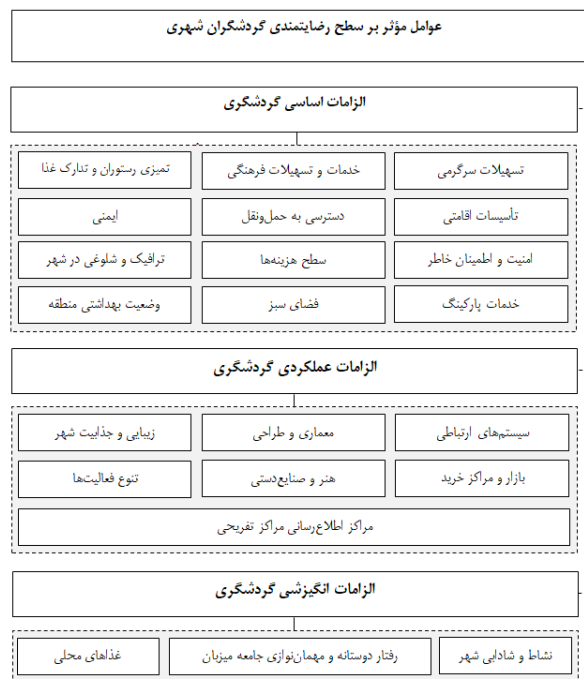 عوامل مؤثر بر سطح رضایتمندی گردشگران شهری
الزامات اساسی گردشگری
تسهیلات سرگرمی
خدمات و تسهیلات فرهنگی
تمیزی رستوران و تدارک غذا
تأسیسات اقامتی
دسترسی به حمل‌ونقل
ایمنی
امنیت و اطمینان خاطر
سطح هزینه‌ها
ترافیک و شلوغی در شهر
خدمات پارکینگ
فضای سبز
وضعیت بهداشتی منطقه
الزامات عملکردی گردشگری
سیستم‌های ارتباطی
معماری و طراحی
زیبایی و جذابیت شهر
بازار و مراکز خرید
هنر و صنایع‌دستی
تنوع فعالیت‌ها
مراکز اطلاع‌رسانی مراکز تفریحی
الزامات انگیزشی گردشگری
نشاط و شادابی شهر
رفتار دوستانه و مهمان‌نوازی جامعه میزبان
غذاهای محلی